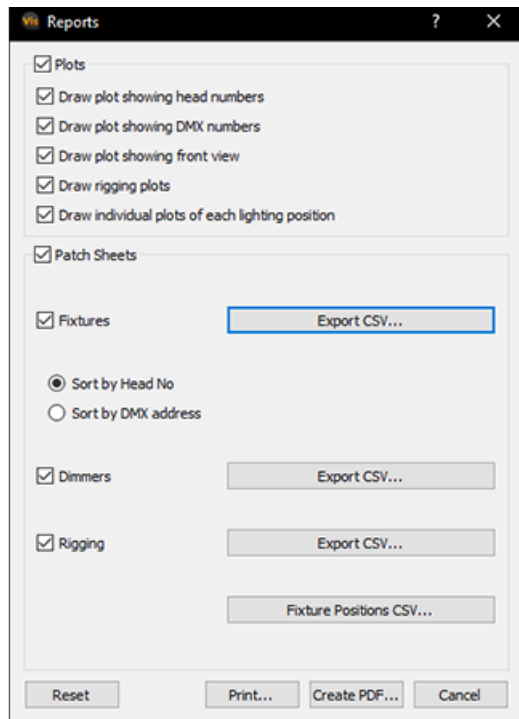 Vis Reports ?
Plots
Draw plot showing head numbers
Draw plot showing DMX numbers
Draw plot showing front view
Draw rigging plots
Draw individual plots of each lighting position
Patch Sheets
Fixtures Export CSV...
Sort by Head No
Sort by DMX address
Dimmers Export CSV...
Rigging Export CSV...
Fixture Positions CSV...
Reset Print... Create PDF... Cancel